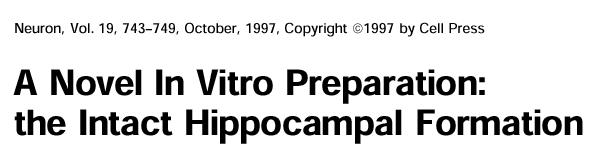 Neuron, Vol. 19, 743–749, October, 1997, Copyright ©1997 by Cell Press
A Novel In Vitro Preparation:
the Intact Hippocampal Formation